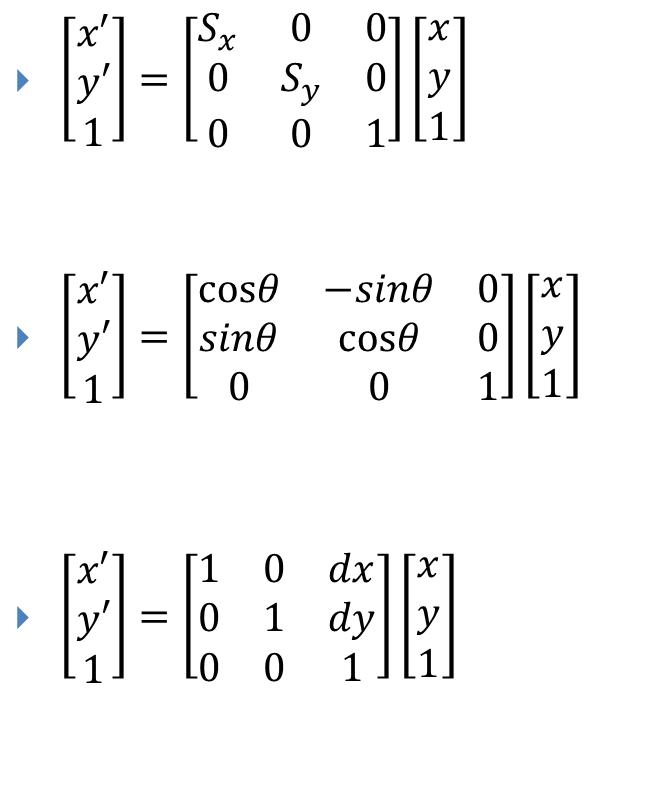 [x′] = [Sx 0 0] [x]
[y′] [0 Sy 0] [y]
[1] [0 0 1] [1]
[x′] = [cosθ −sinθ 0] [x]
[y′] [sinθ cosθ 0] [y]
[1] [0 0 1] [1]
[x′] = [1 0 dx] [x]
[y′] [0 1 dy] [y]
[1] [0 0 1] [1]